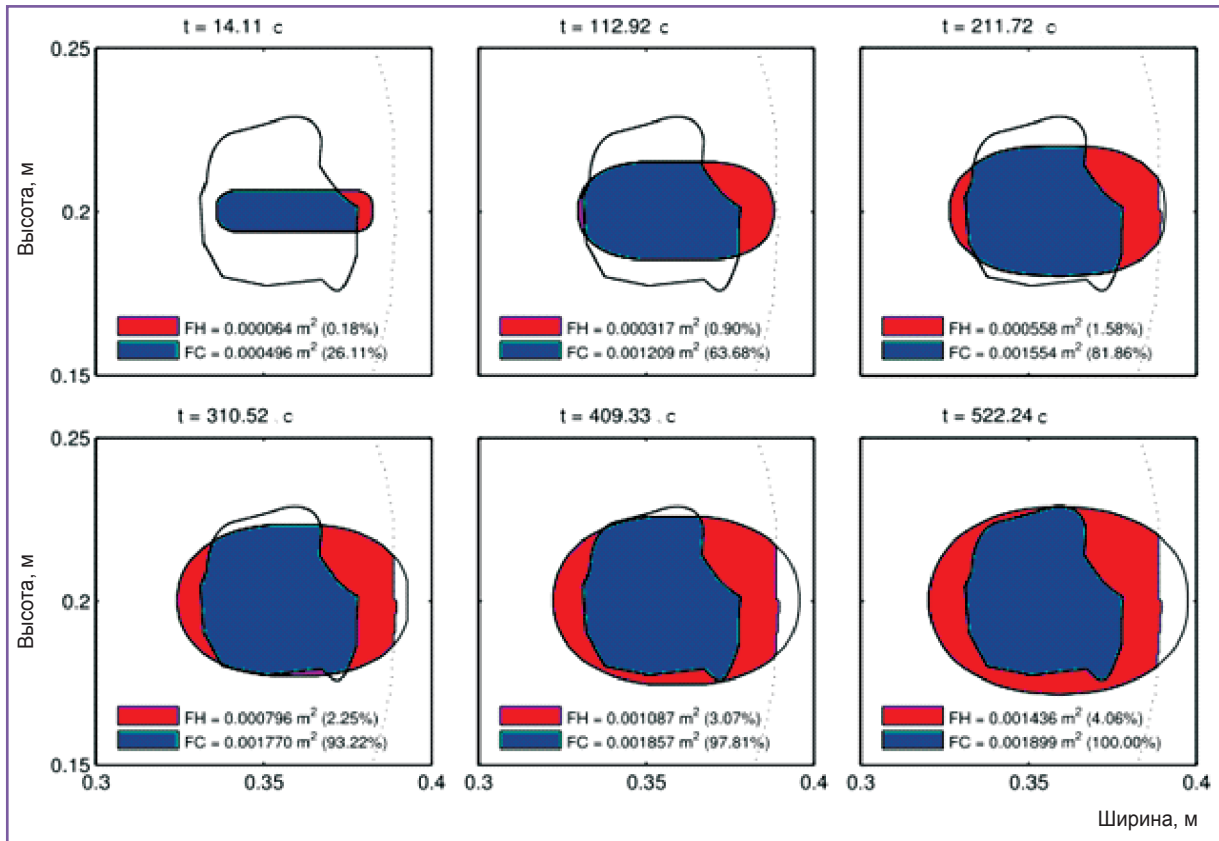 t = 14.11 с
t = 112.92 с
t = 211.72 с
0.25
Высота, м
0.2
FH = 0.000064 m² (0.18%)
FC = 0.000496 m² (26.11%)
FH = 0.000317 m² (0.90%)
FC = 0.001209 m² (63.68%)
FH = 0.000558 m² (1.58%)
FC = 0.001554 m² (81.86%)
0.15
t = 310.52 с
t = 409.33 с
t = 522.24 с
0.25
Высота, м
0.2
FH = 0.000796 m² (2.25%)
FC = 0.001770 m² (93.22%)
FH = 0.001087 m² (3.07%)
FC = 0.001857 m² (97.81%)
FH = 0.001436 m² (4.06%)
FC = 0.001899 m² (100.00%)
0.15
0.3 0.35 0.4 0.3 0.35 0.4 0.3 0.35 0.4
Ширина, м